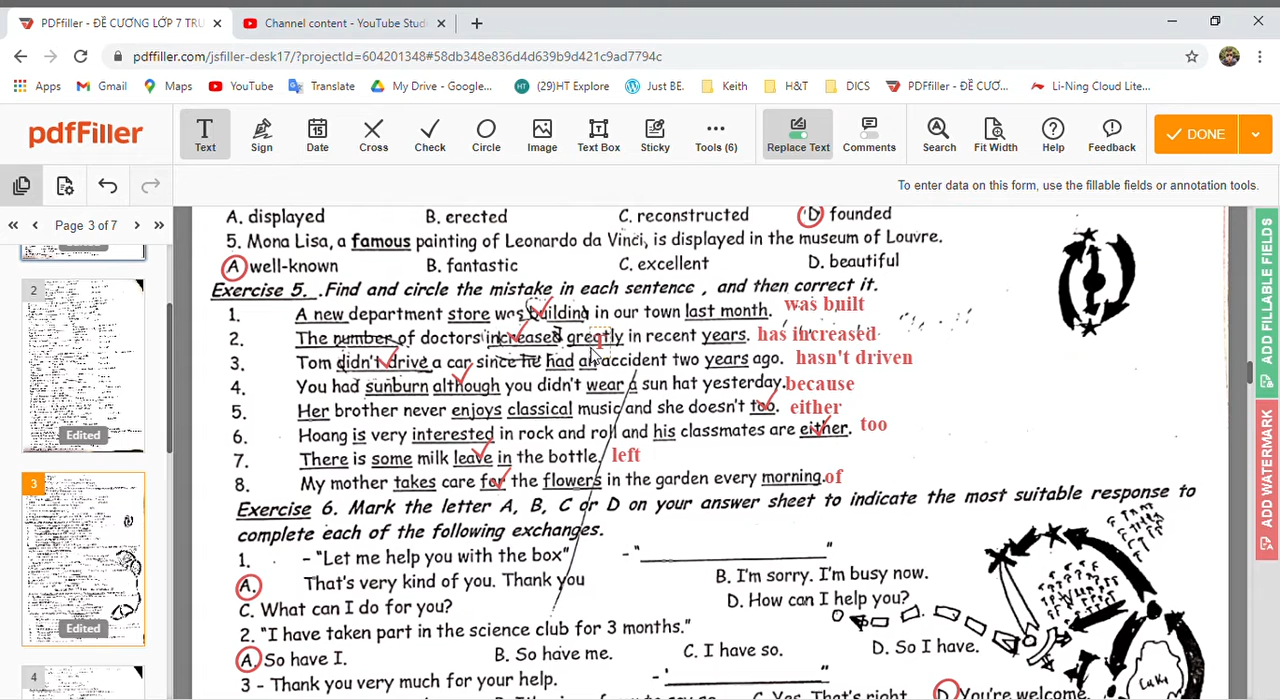 PDFfiller - ĐỀ CƯƠNG LỚP 7 TRƯ
Channel content - YouTube Studi
pdffiller.com/jsfiller-desk17/?projectId=604201348#58db348e836d4d639b9d421c9ad7794c
Apps Gmail Maps YouTube Translate My Drive - Google... (29)HT Explore Just BE. Keith H&T DICS PDFfiller - ĐỀ CƯƠ... Li-Ning Cloud Lite...
pdfFiller Text Sign Date Cross Check Circle Image Text Box Sticky Tools (6) Replace Text Comments Search Fit Width Help Feedback DONE
To enter data on this form, use the fillable fields or annotation tools.
Page 3 of 7
A. displayed B. erected C. reconstructed D founded
5. Mona Lisa, a famous painting of Leonardo da Vinci, is displayed in the museum of Louvre.
A well-known B. fantastic C. excellent D. beautiful
Exercise 5. .Find and circle the mistake in each sentence , and then correct it.
1. A new department store was building in our town last month. was built
2. The number of doctors increased greatly in recent years. has increased
3. Tom didn't drive a car since he had an accident two years ago. hasn't driven
4. You had sunburn although you didn't wear a sun hat yesterday. because
5. Her brother never enjoys classical music and she doesn't too. either
6. Hoang is very interested in rock and roll and his classmates are either. too
7. There is some milk leave in the bottle. left
8. My mother takes care for the flowers in the garden every morning. of
Exercise 6. Mark the letter A, B, C or D on your answer sheet to indicate the most suitable response to
complete each of the following exchanges.
1. - "Let me help you with the box" - "_______________"
A. That's very kind of you. Thank you B. I'm sorry. I'm busy now.
C. What can I do for you? D. How can I help you?
2. "I have taken part in the science club for 3 months."
A. So have I. B. So have me. C. I have so. D. So I have.
3 - Thank you very much for your help. - "_______________"
C. Yes. That's right D You're welcome.
2
Edited
3
Edited
4
ADD FILLABLE FIELDS
ADD WATERMARK